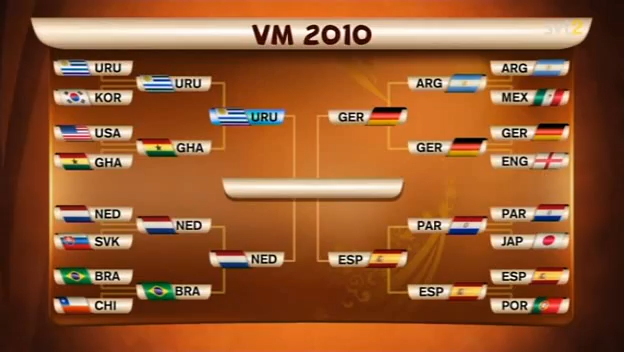 VM 2010
svt2
URU
URU
KOR
USA
GHA
GHA
URU
NED
NED
SVK
BRA
BRA
CHI
NED
GER
ARG
ARG
MEX
GER
GER
ENG
ESP
PAR
PAR
JAP
ESP
ESP
POR